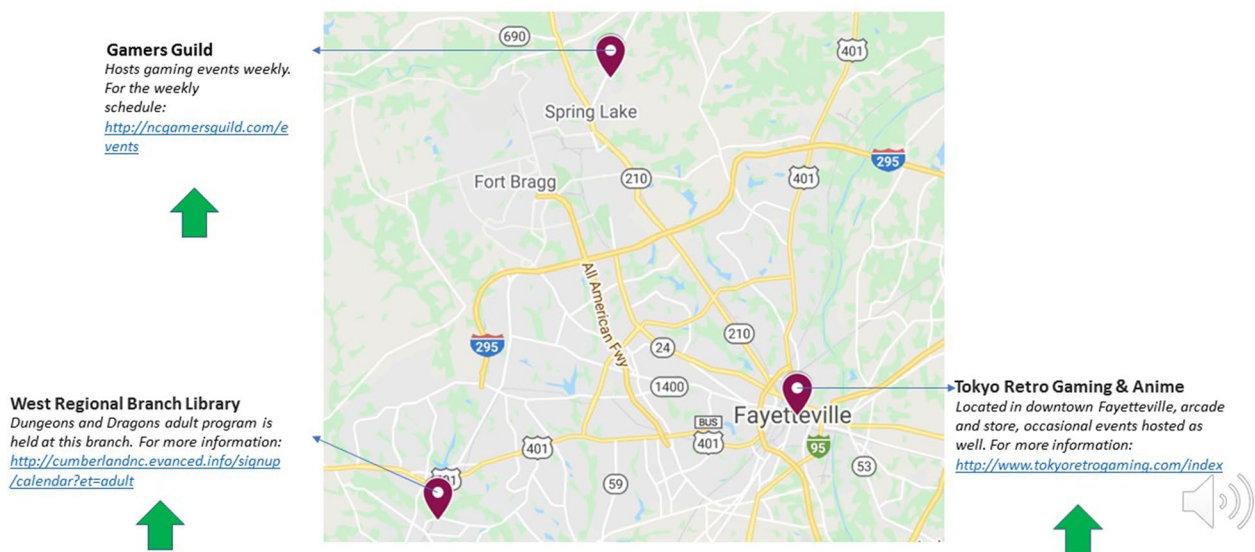 Gamers Guild
Hosts gaming events weekly.
For the weekly
schedule:
http://ncgamersguild.com/e
vents
West Regional Branch Library
Dungeons and Dragons adult program is
held at this branch. For more information:
http://cumberlandnc.evanced.info/signup
/calendar?et=adult
690
401
Spring Lake
295
Fort Bragg
210
401
All American Fwy
295
210
24
1400
Fayetteville
BUS
401
401
95
53
59
Tokyo Retro Gaming & Anime
Located in downtown Fayetteville, arcade
and store, occasional events hosted as
well. For more information:
http://www.tokyoretrogaming.com/index